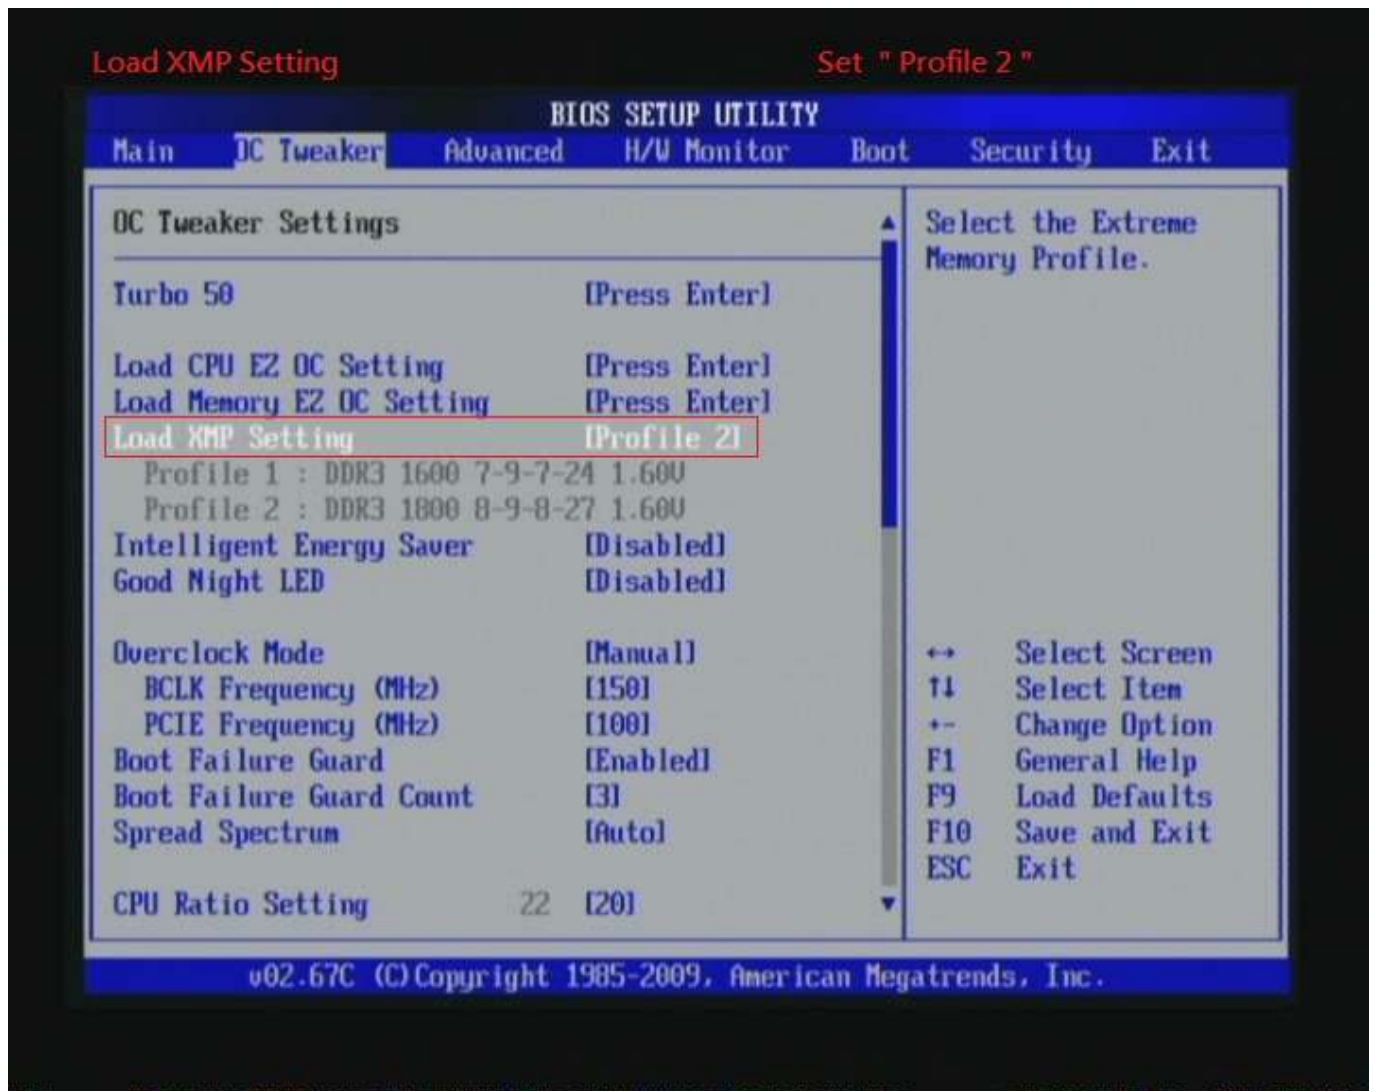 Load XMP Setting Set " Profile 2 "
BIOS SETUP UTILITY
Main OC Tweaker Advanced H/W Monitor Boot Security Exit
OC Tweaker Settings
Turbo 50 [Press Enter]
Load CPU EZ OC Setting [Press Enter]
Load Memory EZ OC Setting [Press Enter]
Load XMP Setting [Profile 2]
Profile 1 : DDR3 1600 7-9-7-24 1.60V
Profile 2 : DDR3 1800 8-9-8-27 1.60V
Intelligent Energy Saver [Disabled]
Good Night LED [Disabled]
Overclock Mode [Manual]
BCLK Frequency (MHz) [150]
PCIE Frequency (MHz) [100]
Boot Failure Guard [Enabled]
Boot Failure Guard Count [3]
Spread Spectrum [Auto]
CPU Ratio Setting 22 [20]
Select the Extreme
Memory Profile.
↔ Select Screen
↑↓ Select Item
+- Change Option
F1 General Help
F9 Load Defaults
F10 Save and Exit
ESC Exit
v02.67C (C)Copyright 1985-2009, American Megatrends, Inc.